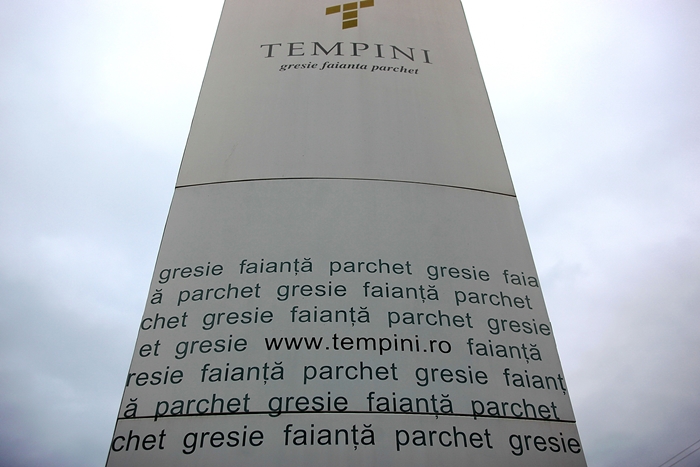 TEMPINI
gresie faianta parchet
gresie faianță parchet gresie faia
ă parchet gresie faianță parchet
chet gresie faianță parchet gresie
et gresie www.tempini.ro faianță
resie faianță parchet gresie faianț
ă parchet gresie faianță parchet
chet gresie faianță parchet gresie